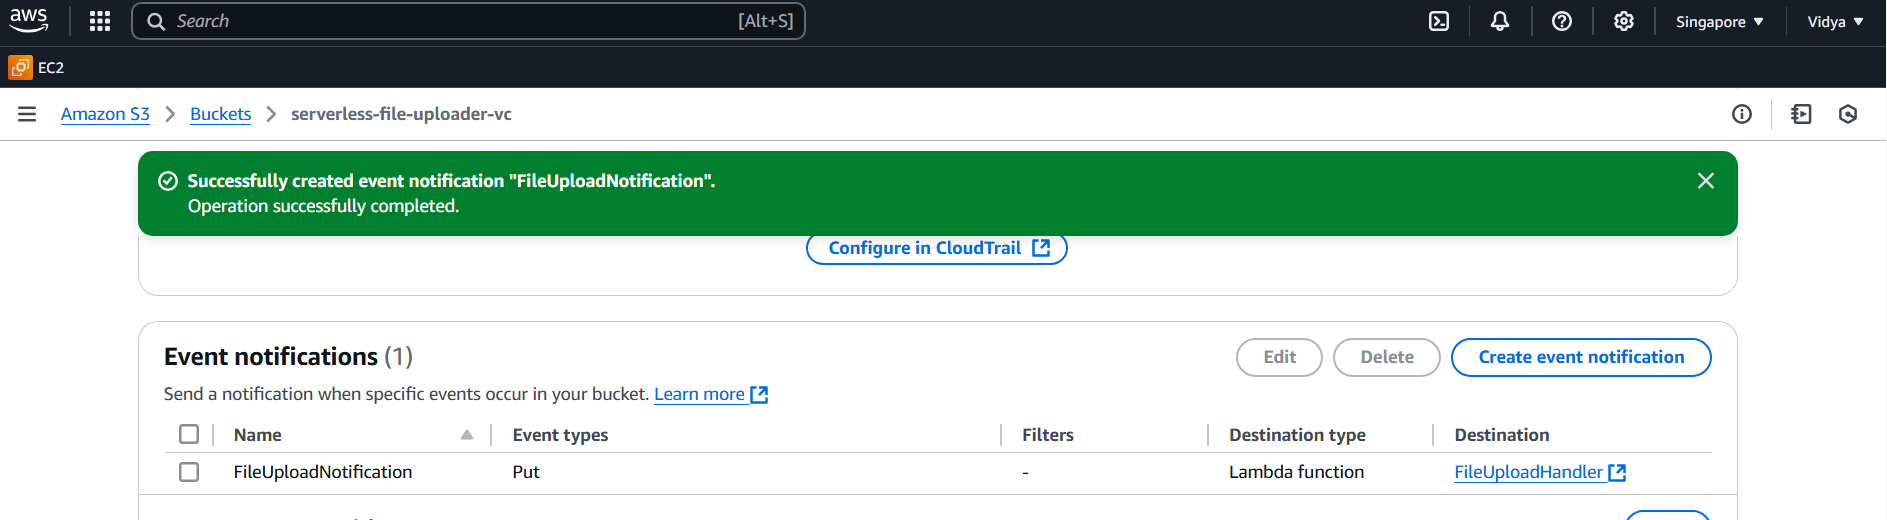 aws
Search [Alt+S]
Singapore
Vidya
EC2
Amazon S3 > Buckets > serverless-file-uploader-vc
Successfully created event notification "FileUploadNotification".
Operation successfully completed.
Configure in CloudTrail
Event notifications (1)
Edit
Delete
Create event notification
Send a notification when specific events occur in your bucket. Learn more
Name Event types Filters Destination type Destination
FileUploadNotification Put - Lambda function FileUploadHandler